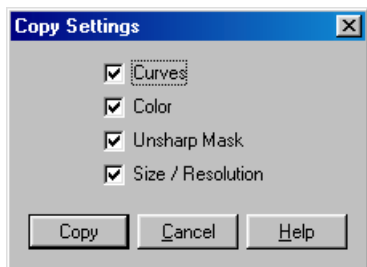 Copy Settings
Curves
Color
Unsharp Mask
Size / Resolution
Copy Cancel Help